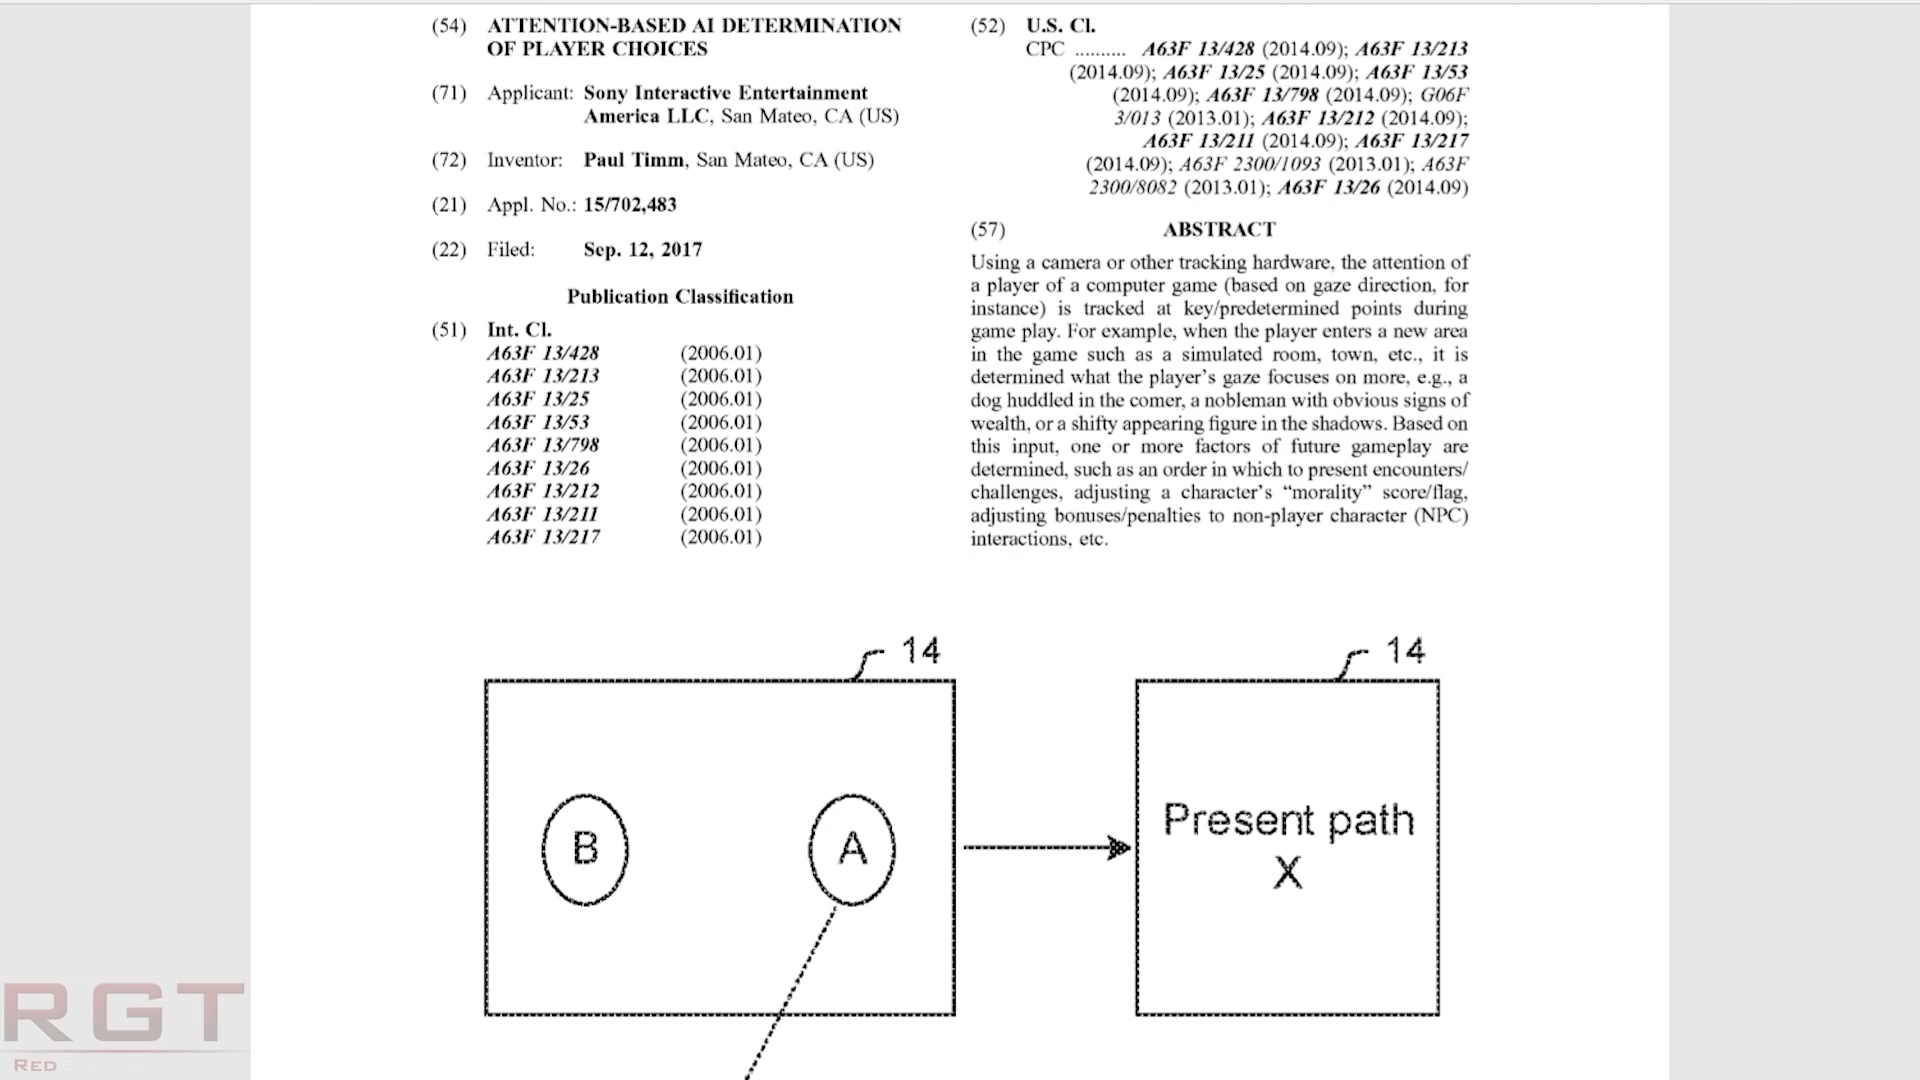 (54) ATTENTION-BASED AI DETERMINATION
OF PLAYER CHOICES
(71) Applicant: Sony Interactive Entertainment
America LLC, San Mateo, CA (US)
(72) Inventor: Paul Timm, San Mateo, CA (US)
(21) Appl. No.: 15/702,483
(22) Filed: Sep. 12, 2017
Publication Classification
(51) Int. Cl.
A63F 13/428 (2006.01)
A63F 13/213 (2006.01)
A63F 13/25 (2006.01)
A63F 13/53 (2006.01)
A63F 13/798 (2006.01)
A63F 13/26 (2006.01)
A63F 13/212 (2006.01)
A63F 13/211 (2006.01)
A63F 13/217 (2006.01)
(52) U.S. Cl.
CPC .......... A63F 13/428 (2014.09); A63F 13/213
(2014.09); A63F 13/25 (2014.09); A63F 13/53
(2014.09); A63F 13/798 (2014.09); G06F
3/013 (2013.01); A63F 13/212 (2014.09);
A63F 13/211 (2014.09); A63F 13/217
(2014.09); A63F 2300/1093 (2013.01); A63F
2300/8082 (2013.01); A63F 13/26 (2014.09)
(57) ABSTRACT
Using a camera or other tracking hardware, the attention of
a player of a computer game (based on gaze direction, for
instance) is tracked at key/predetermined points during
game play. For example, when the player enters a new area
in the game such as a simulated room, town, etc., it is
determined what the player's gaze focuses on more, e.g., a
dog huddled in the comer, a nobleman with obvious signs of
wealth, or a shifty appearing figure in the shadows. Based on
this input, one or more factors of future gameplay are
determined, such as an order in which to present encounters/
challenges, adjusting a character's “morality” score/flag,
adjusting bonuses/penalties to non-player character (NPC)
interactions, etc.
14
14
B
A
Present path
X
RGT
RED